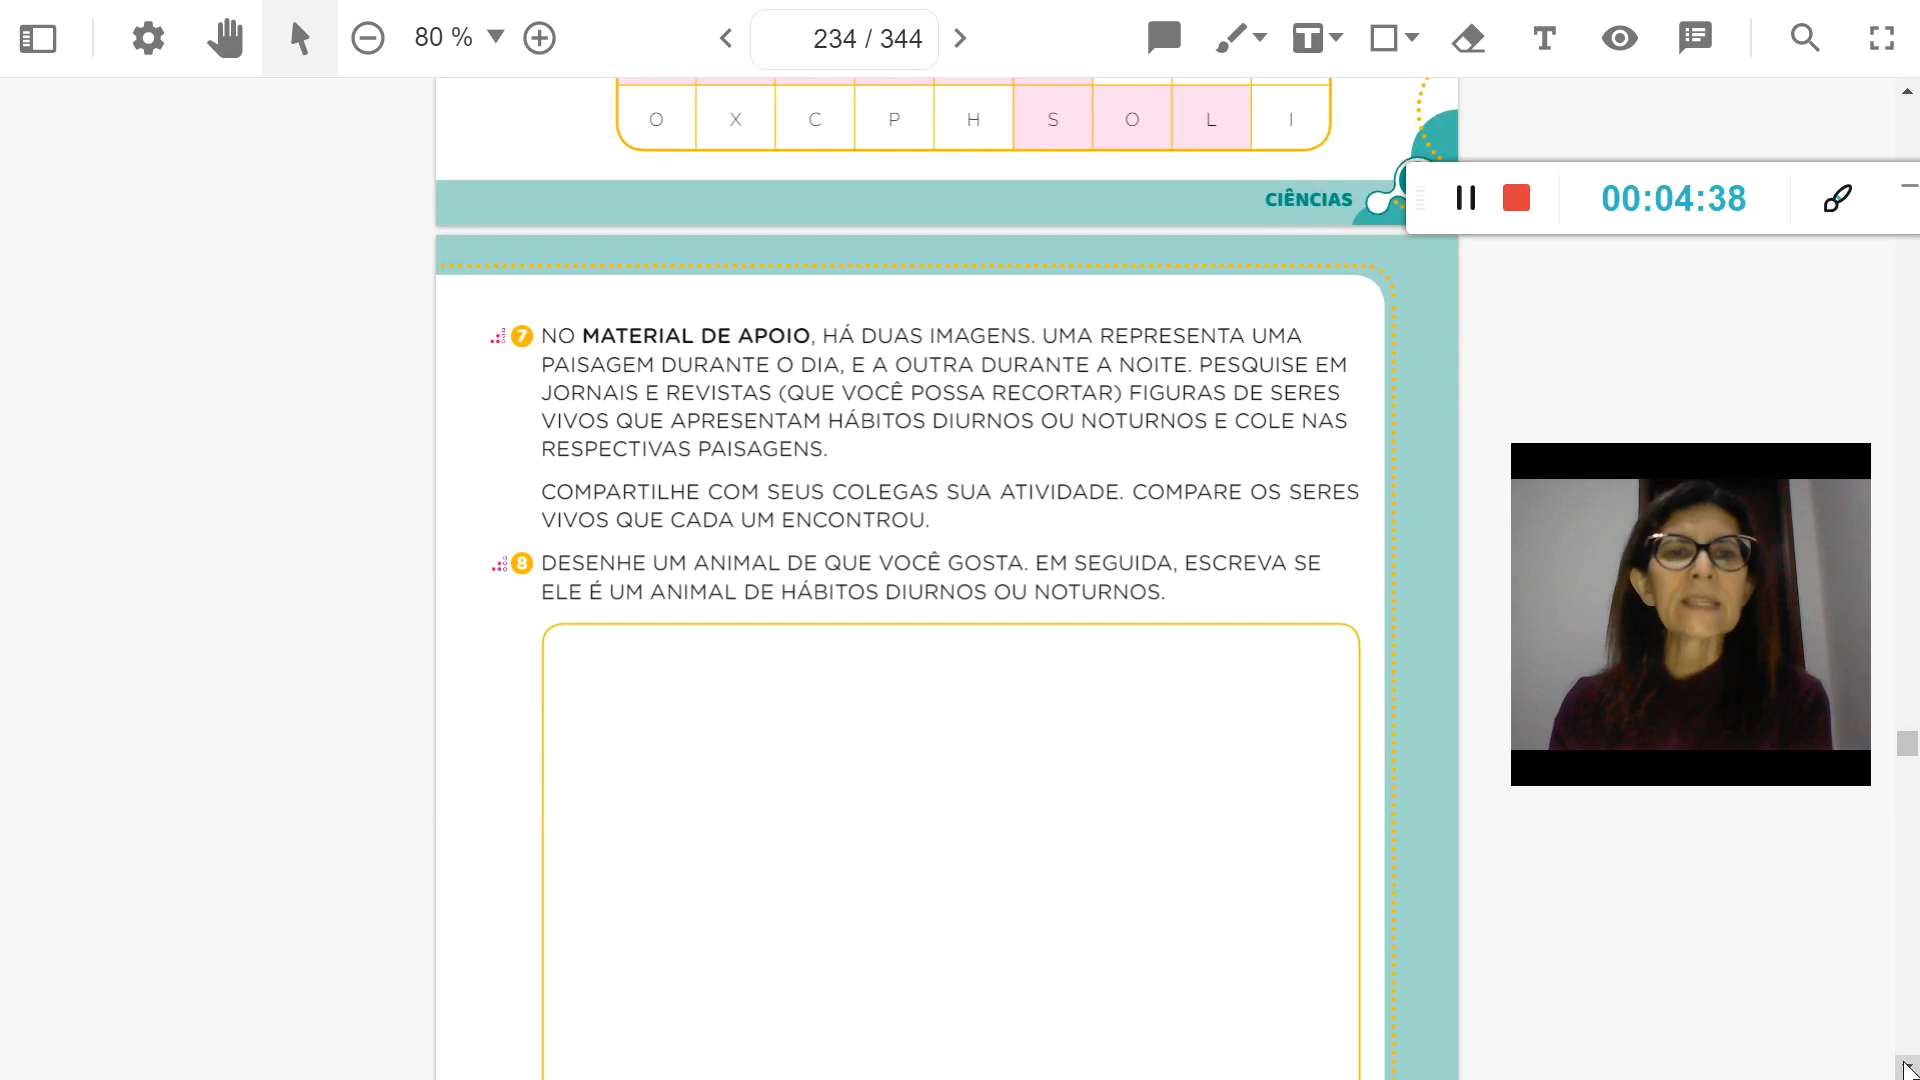 80 %
234 / 344
O X C P H S O L I
CIÊNCIAS
00:04:38
7 NO MATERIAL DE APOIO, HÁ DUAS IMAGENS. UMA REPRESENTA UMA
PAISAGEM DURANTE O DIA, E A OUTRA DURANTE A NOITE. PESQUISE EM
JORNAIS E REVISTAS (QUE VOCÊ POSSA RECORTAR) FIGURAS DE SERES
VIVOS QUE APRESENTAM HÁBITOS DIURNOS OU NOTURNOS E COLE NAS
RESPECTIVAS PAISAGENS.
COMPARTILHE COM SEUS COLEGAS SUA ATIVIDADE. COMPARE OS SERES
VIVOS QUE CADA UM ENCONTROU.
8 DESENHE UM ANIMAL DE QUE VOCÊ GOSTA. EM SEGUIDA, ESCREVA SE
ELE É UM ANIMAL DE HÁBITOS DIURNOS OU NOTURNOS.